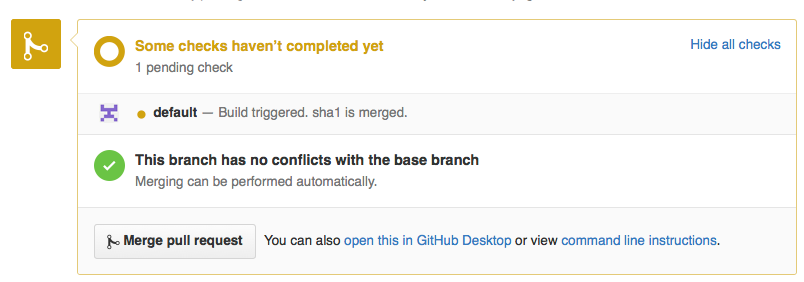 Some checks haven't completed yet
Hide all checks
1 pending check
default — Build triggered. sha1 is merged.
This branch has no conflicts with the base branch
Merging can be performed automatically.
Merge pull request You can also open this in GitHub Desktop or view command line instructions.